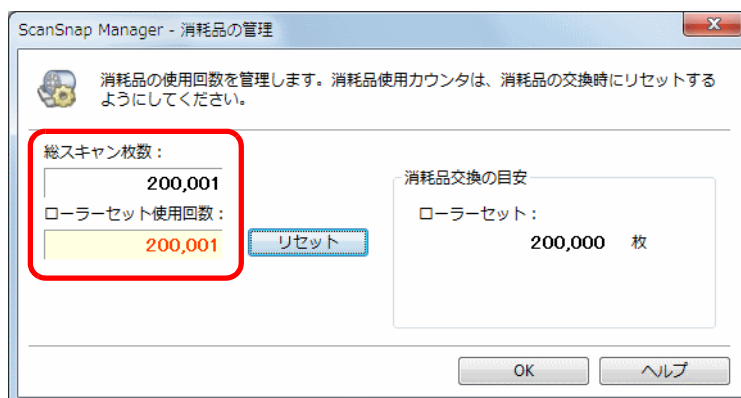 ScanSnap Manager - 消耗品の管理
消耗品の使用回数を管理します。消耗品使用カウンタは、消耗品の交換時にリセットする
ようにしてください。
総スキャン枚数：
200,001
ローラーセット使用回数：
200,001
リセット
消耗品交換の目安
ローラーセット：
200,000 枚
OK
ヘルプ